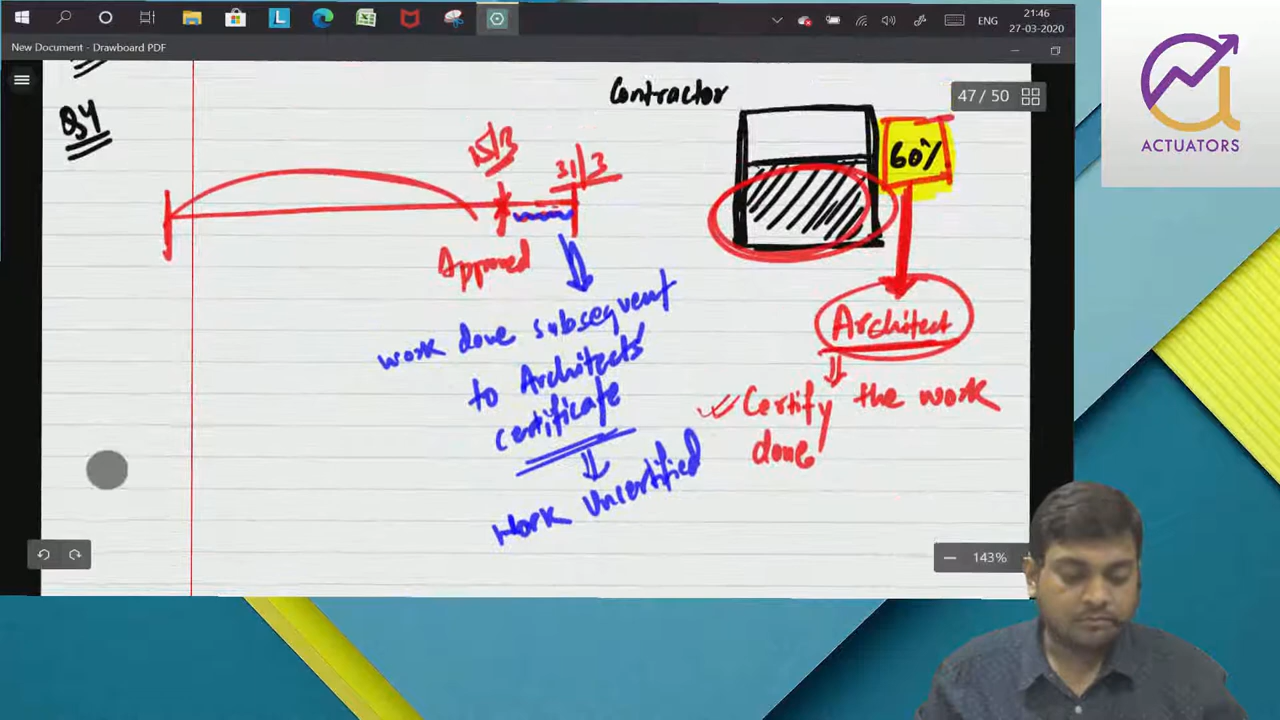 21:46
ENG
27-03-2020
New Document - Drawboard PDF
Contractor
47 / 50
Q34
15/3
31/3
60%
ACTUATORS
Approved
Architect
work done subsequent
to Architects
certificate
✓ Certify the work
done
work Uncertified
143%